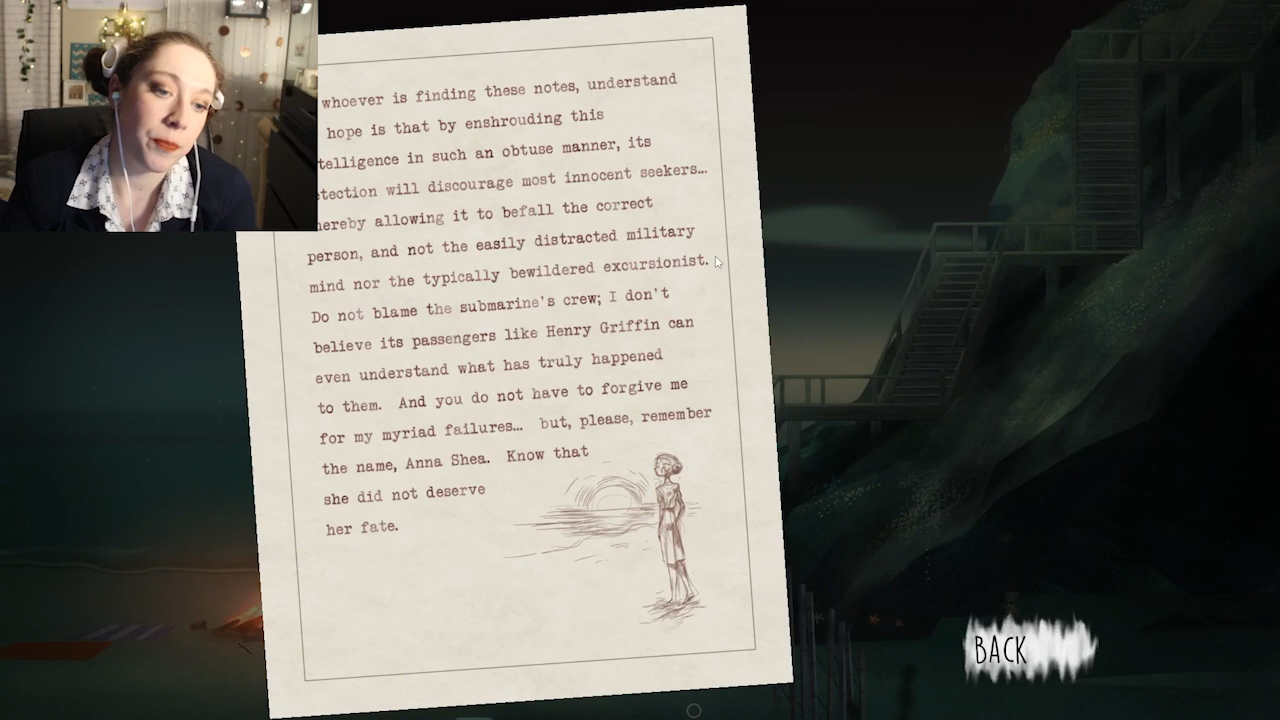 whoever is finding these notes, understand
hope is that by enshrouding this
telligence in such an obtuse manner, its
etection will discourage most innocent seekers…
hereby allowing it to befall the correct
person, and not the easily distracted military
mind nor the typically bewildered excursionist.
Do not blame the submarine's crew; I don't
believe its passengers like Henry Griffin can
even understand what has truly happened
to them. And you do not have to forgive me
for my myriad failures… but, please, remember
the name, Anna Shea. Know that
she did not deserve
her fate.
BACK